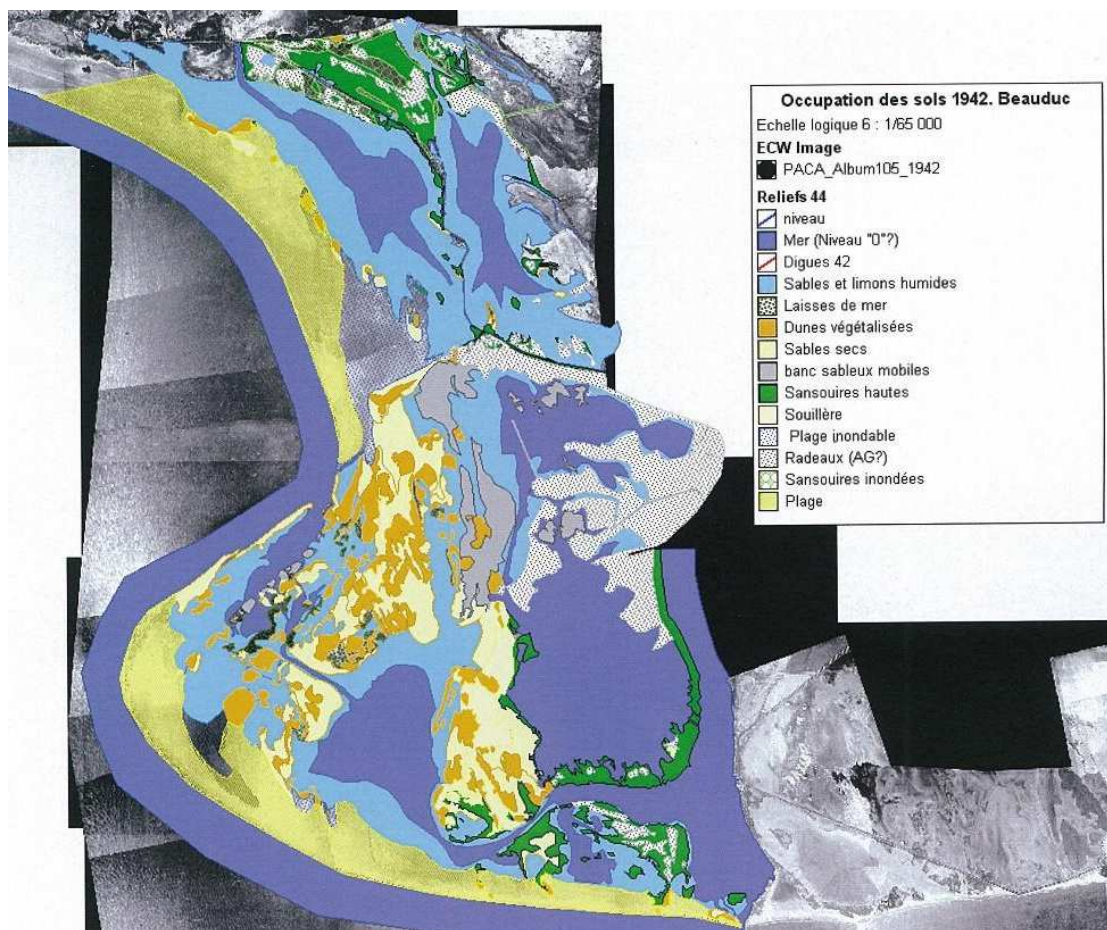 Occupation des sols 1942. Beauduc
Echelle logique 6 : 1/65 000
ECW Image
PACA_Album105_1942
Reliefs 44
niveau
Mer (Niveau "0"?)
Digues 42
Sables et limons humides
Laisses de mer
Dunes végétalisées
Sables secs
banc sableux mobiles
Sansouires hautes
Souillère
Plage inondable
Radeaux (AG?)
Sansouires inondées
Plage